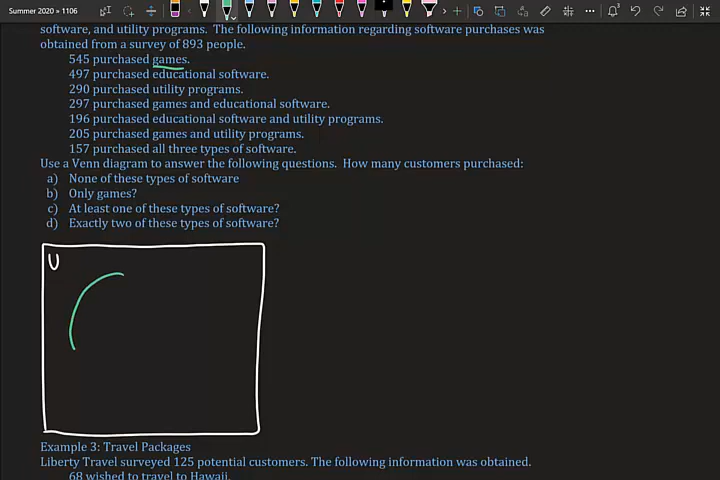 Summer 2020 » 1106
software, and utility programs. The following information regarding software purchases was
obtained from a survey of 893 people.
545 purchased games.
497 purchased educational software.
290 purchased utility programs.
297 purchased games and educational software.
196 purchased educational software and utility programs.
205 purchased games and utility programs.
157 purchased all three types of software.
Use a Venn diagram to answer the following questions. How many customers purchased:
a) None of these types of software
b) Only games?
c) At least one of these types of software?
d) Exactly two of these types of software?
U
Example 3: Travel Packages
Liberty Travel surveyed 125 potential customers. The following information was obtained.
68 wished to travel to Hawaii.